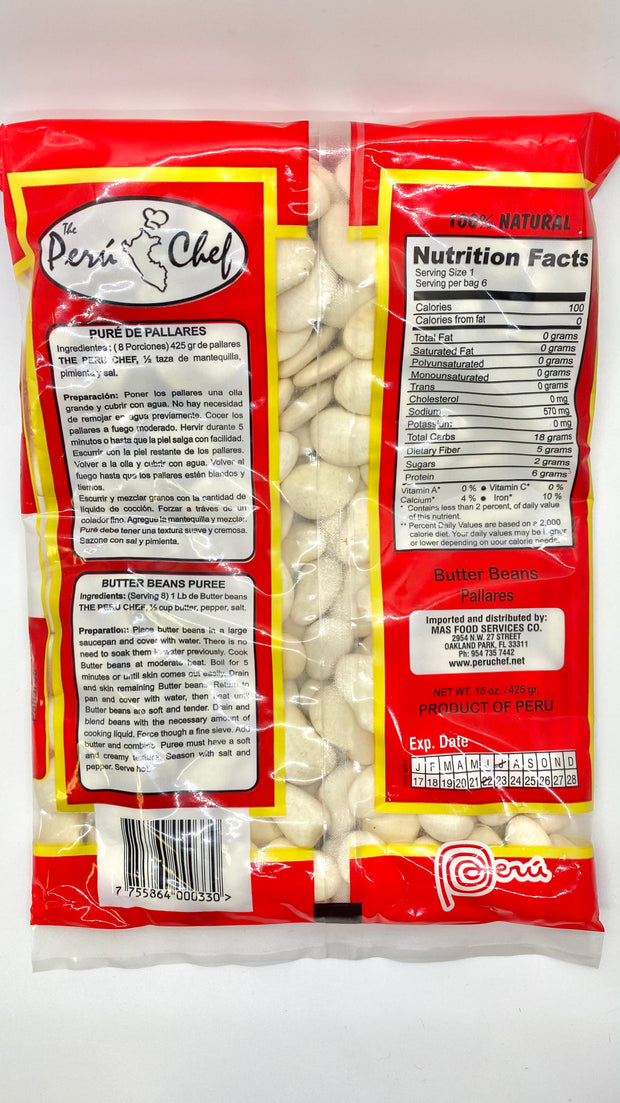 The
Perú Chef
PURÉ DE PALLARES
Ingredientes: (8 Porciones) 425 gr de pallares
THE PERU CHEF, ½ taza de mantequilla,
pimienta y sal.
Preparación: Poner los pallares una olla
grande y cubrir con agua. No hay necesidad
de remojar en agua previamente. Cocer los
pallares a fuego moderado. Hervir durante 5
minutos o hasta que la piel salga con facilidad.
Escurrir con la piel restante de los pallares.
Volver a la olla y cubrir con agua. Volver al
fuego hasta que los pallares estén blandos y
tiernos.
Escurrir y mezclar granos con la cantidad de
líquido de cocción. Forzar a tráves de un
colador fino. Agregue la mantequilla y mezclar.
Puré debe tener una textura suave y cremosa.
Sazone con sal y pimienta.
BUTTER BEANS PUREE
Ingredients: (Serving 8) 1 Lb de Butter beans
THE PERU CHEF, ½ cup butter, pepper, salt.
Preparation: Place butter beans in a large
saucepan and cover with water. There is no
need to soak them in water previously. Cook
Butter beans at moderate heat. Boil for 5
minutes or until skin comes out easily. Drain
and skin remaining Butter beans. Return to
pan and cover with water, then heat until
Butter beans are soft and tender. Drain and
blend beans with the necessary amount of
cooking liquid. Force though a fine sieve. Add
butter and combine. Puree must have a soft
and creamy texture. Season with salt and
pepper. Serve hot.
7 755864 000330 >
100% NATURAL
Nutrition Facts
Serving Size 1
Serving per bag 6
Calories 100
Calories from fat 0
Total Fat 0 grams
Saturated Fat 0 grams
Polyunsaturated 0 grams
Monounsaturated 0 grams
Trans 0 grams
Cholesterol 0 mg
Sodium 570 mg
Potassium: 0 mg
Total Carbs 18 grams
Dietary Fiber 5 grams
Sugars 2 grams
Protein 6 grams
Vitamin A* 0 % • Vitamin C* 0 %
Calcium* 4 % • Iron* 10 %
* Contains less than 2 percent, of daily value
of this nutrient.
** Percent Daily Values are based on a 2,000
calorie diet. Your daily values may be higher
or lower depending on uour calorie needs.
Butter Beans
Pallares
Imported and distributed by:
MAS FOOD SERVICES CO.
2954 N.W. 27 STREET
OAKLAND PARK, FL 33311
Ph: 954 735 7442
www.peruchef.net
NET WT. 15 oz. / 425 gr.
PRODUCT OF PERU
Exp. Date
J F M A M J J A S O N D
17 18 19 20 21 22 23 24 25 26 27 28
Perú